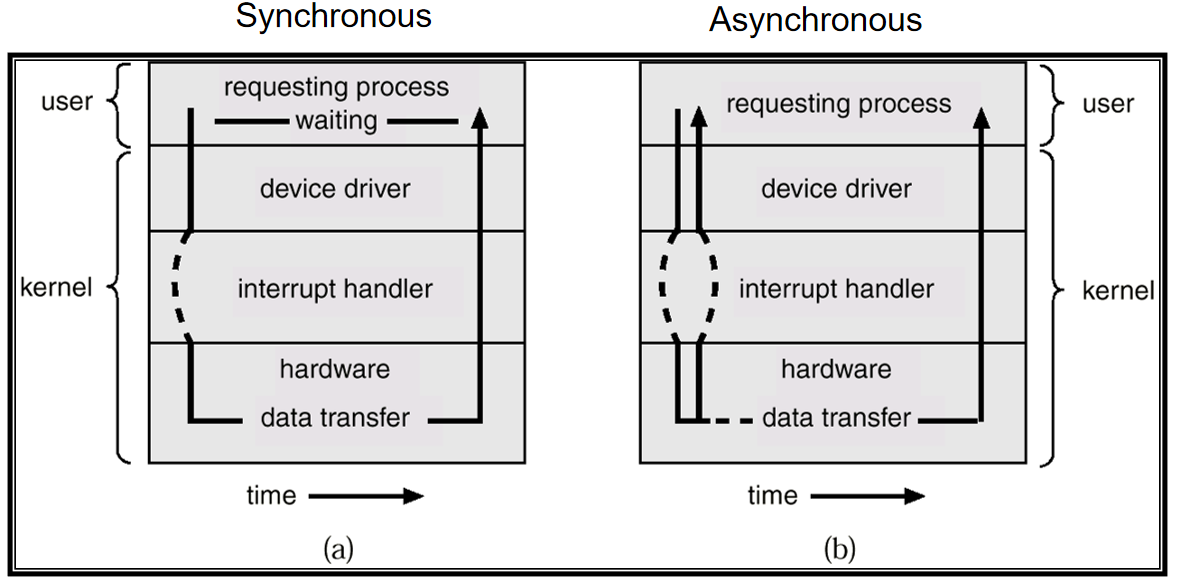 Synchronous
Asynchronous
user
requesting process
waiting
device driver
kernel
interrupt handler
hardware
data transfer
time
(a)
requesting process
user
device driver
interrupt handler
kernel
hardware
data transfer
time
(b)